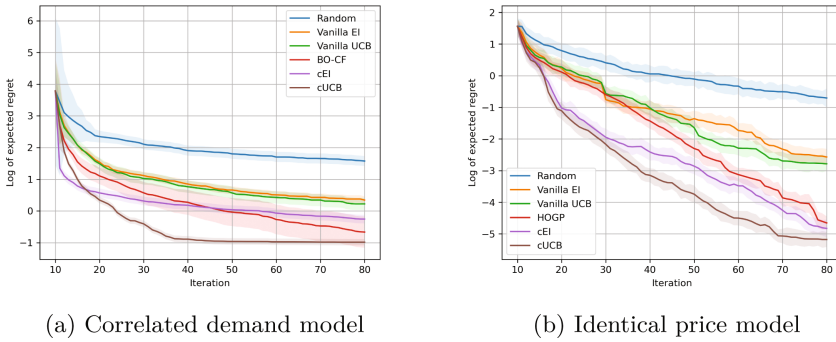 6
5
4
3
2
1
0
−1
Log of expected regret
Random
Vanilla EI
Vanilla UCB
BO-CF
cEI
cUCB
10 20 30 40 50 60 70 80
Iteration
(a) Correlated demand model
2
1
0
−1
−2
−3
−4
−5
Log of expected regret
Random
Vanilla EI
Vanilla UCB
HOGP
cEI
cUCB
10 20 30 40 50 60 70 80
Iteration
(b) Identical price model